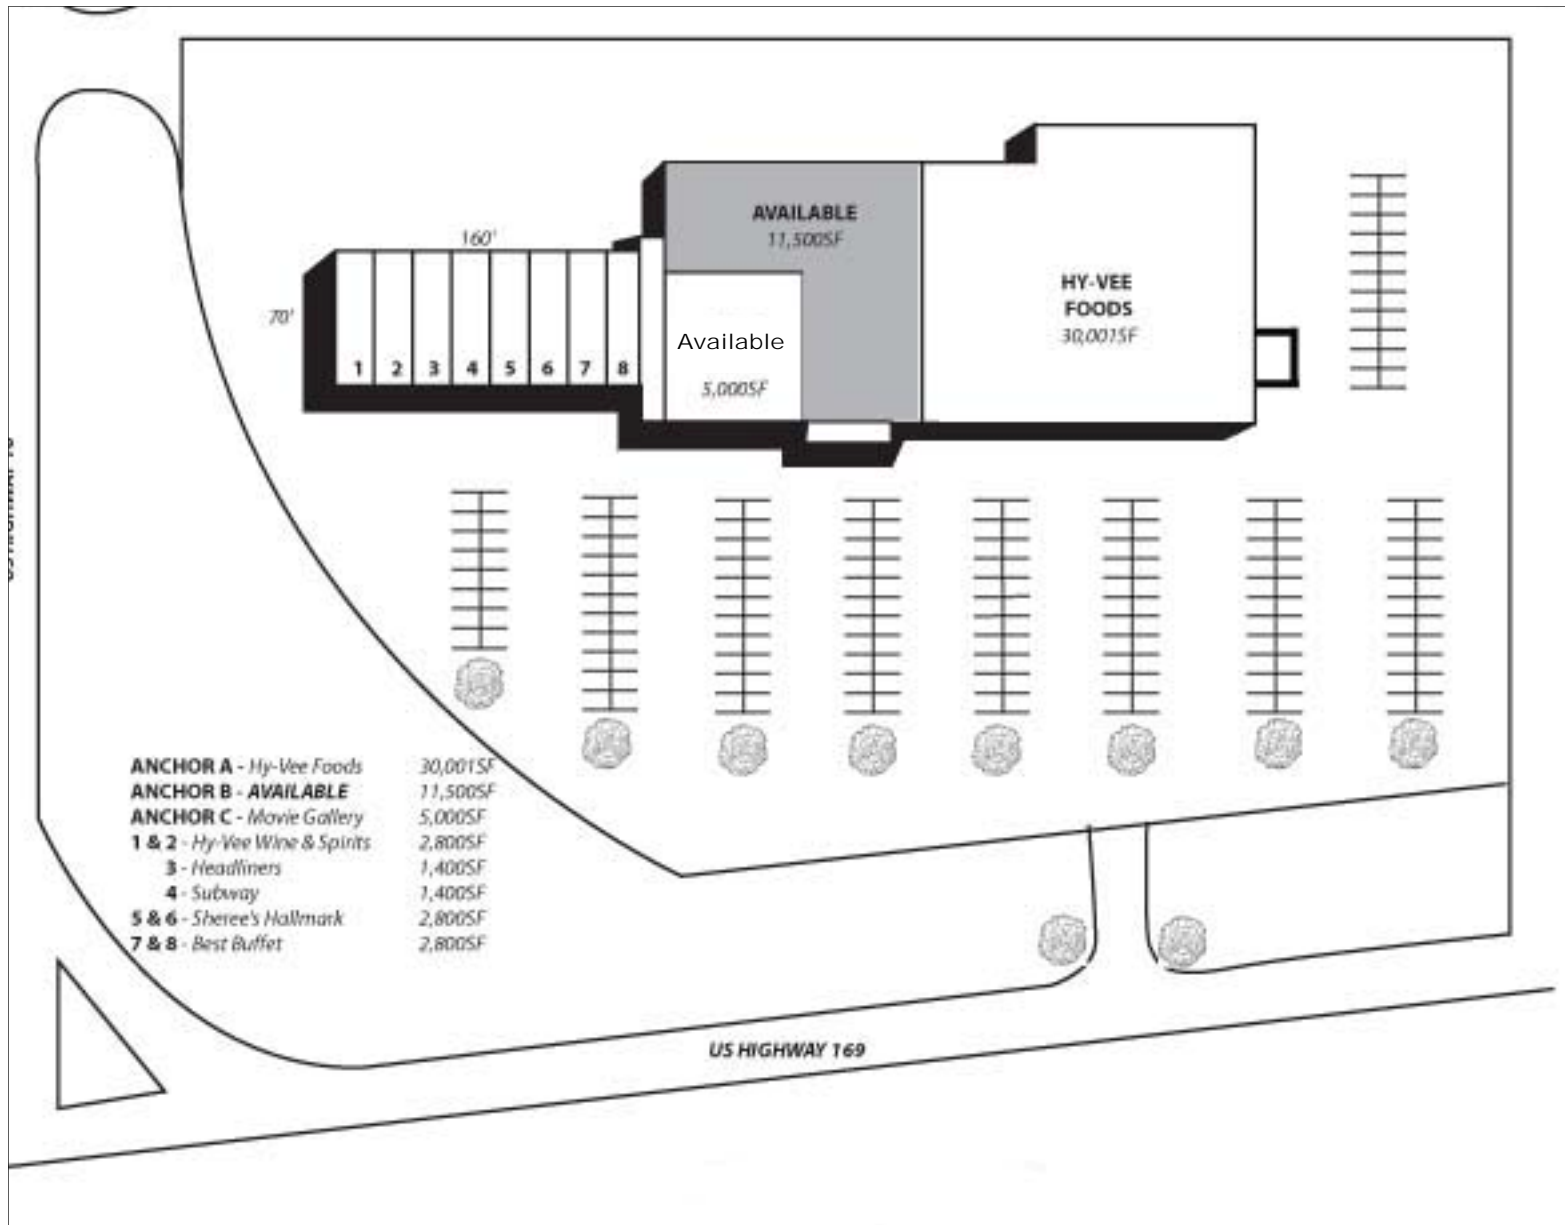 AVAILABLE
11,500SF
160'
70'
HY-VEE
FOODS
30,001SF
Available
5,000SF
1 2 3 4 5 6 7 8
ANCHOR A - Hy-Vee Foods 30,001SF
ANCHOR B - AVAILABLE 11,500SF
ANCHOR C - Movie Gallery 5,000SF
1 & 2 - Hy-Vee Wine & Spirits 2,800SF
3 - Headliners 1,400SF
4 - Subway 1,400SF
5 & 6 - Sheree's Hallmark 2,800SF
7 & 8 - Best Buffet 2,800SF
US HIGHWAY 169